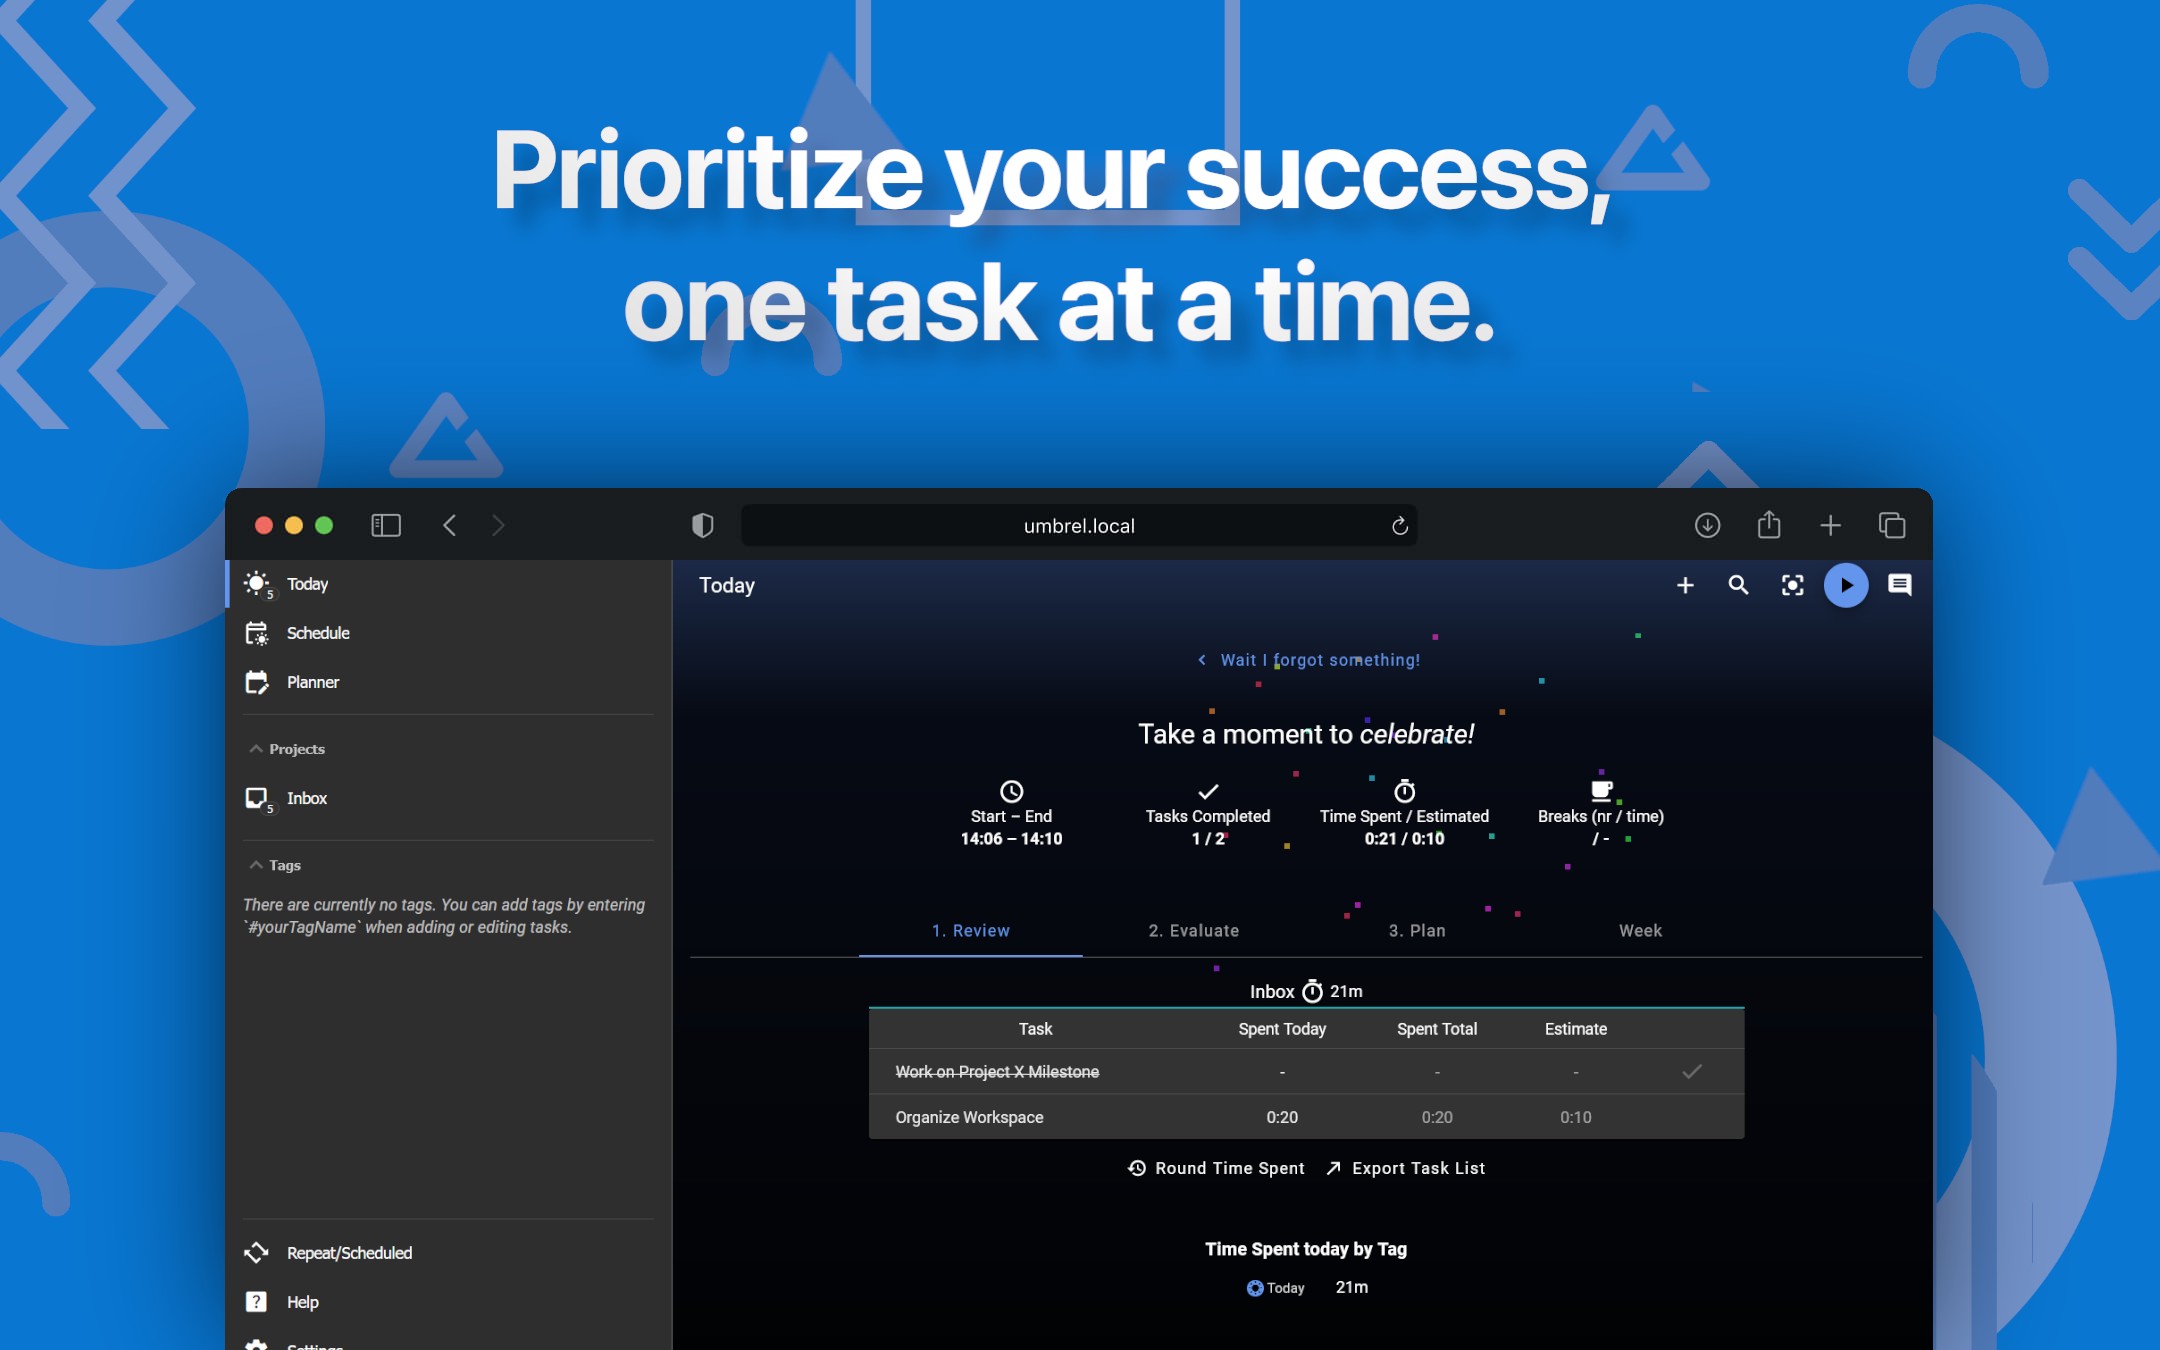 Prioritize your success,
one task at a time.
umbrel.local
5
Today
Schedule
Planner
Projects
5
Inbox
Tags
There are currently no tags. You can add tags by entering
`#yourTagName` when adding or editing tasks.
Repeat/Scheduled
?
Help
Settings
Today
Wait I forgot something!
Take a moment to celebrate!
Start – End
14:06 – 14:10
Tasks Completed
1 / 2
Time Spent / Estimated
0:21 / 0:10
Breaks (nr / time)
/ -
1. Review 2. Evaluate 3. Plan Week
Inbox 21m
Task Spent Today Spent Total Estimate
Work on Project X Milestone - - -
Organize Workspace 0:20 0:20 0:10
Round Time Spent Export Task List
Time Spent today by Tag
Today 21m